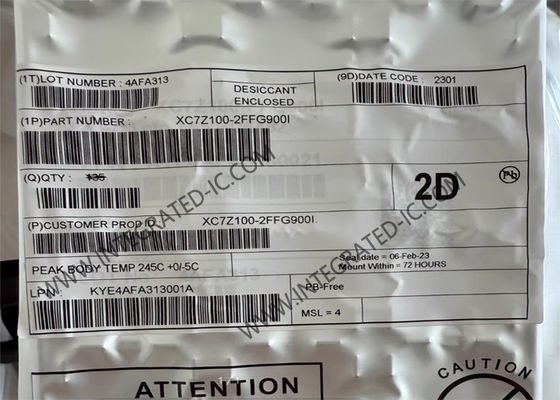 (1T)LOT NUMBER : 4AFA313
DESICCANT
ENCLOSED
(9D)DATE CODE : 2301
(1P)PART NUMBER : XC7Z100-2FFG900I
(Q)QTY : 135
2D
Pb
(P)CUSTOMER PROD ID XC7Z100-2FFG900I.
PEAK BODY TEMP 245C +0/-5C
Sealdate = 06-Feb-23
Mount Within = 72 HOURS
LPN KYE4AFA313001A
PB-Free
MSL = 4
ATTENTION
CAUTION
WWW.INTEGRATED-IC.COM
WWW.INTEGRATED-IC.COM